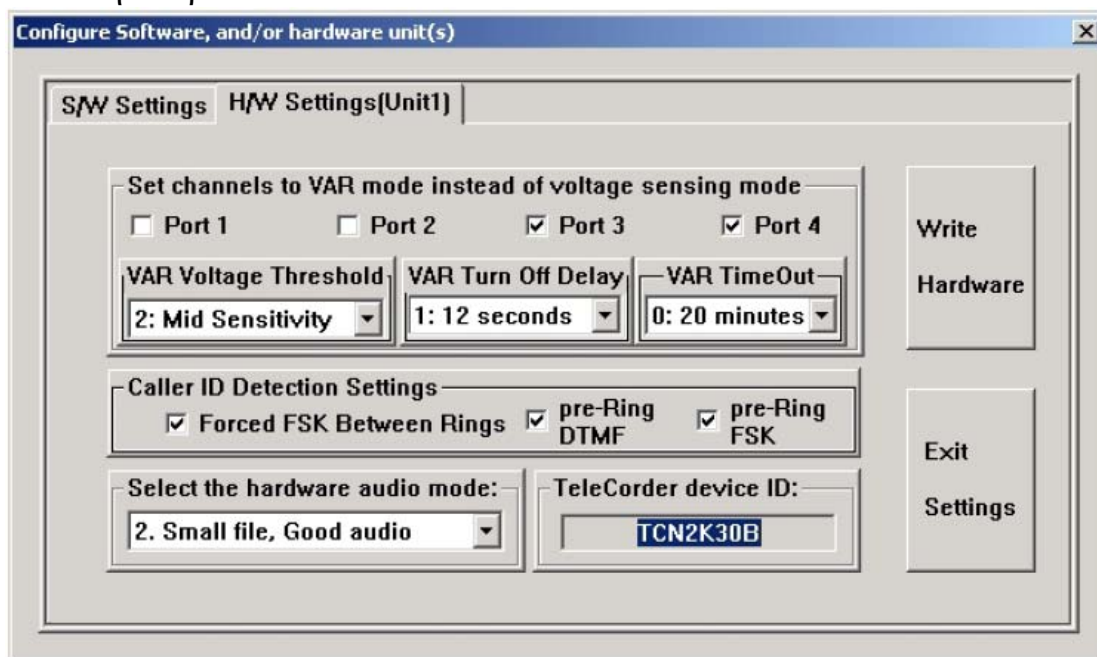 Configure Software, and/or hardware unit(s)
S/W Settings
H/W Settings(Unit1)
Set channels to VAR mode instead of voltage sensing mode
Port 1
Port 2
Port 3
Port 4
VAR Voltage Threshold
VAR Turn Off Delay
VAR TimeOut
2: Mid Sensitivity
1: 12 seconds
0: 20 minutes
Write
Hardware
Caller ID Detection Settings
Forced FSK Between Rings
pre-Ring
DTMF
pre-Ring
FSK
Select the hardware audio mode:
2. Small file, Good audio
TeleCorder device ID:
TCN2K30B
Exit
Settings